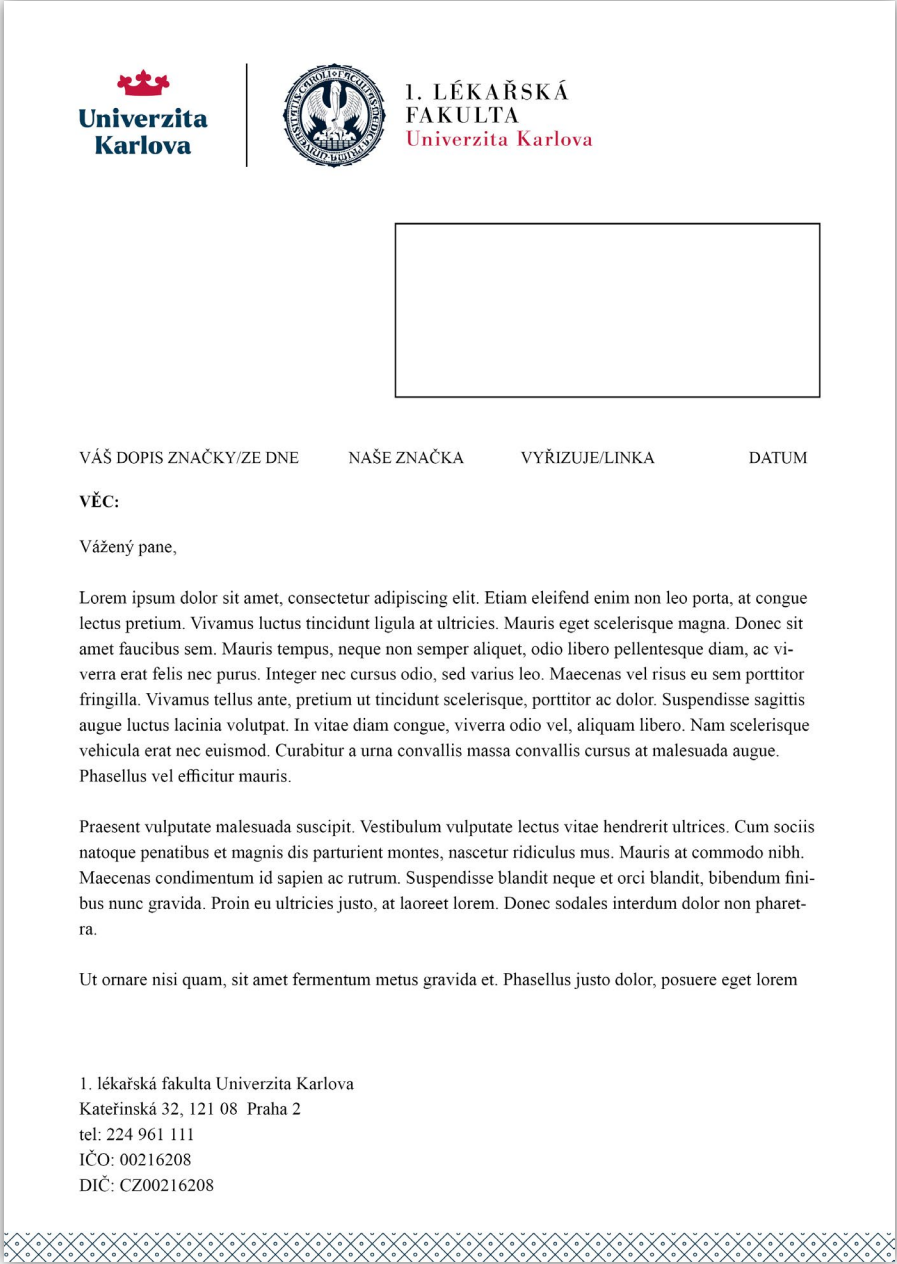 Univerzita
Karlova
1. LÉKAŘSKÁ
FAKULTA
Univerzita Karlova
VÁŠ DOPIS ZNAČKY/ZE DNE NAŠE ZNAČKA VYŘIZUJE/LINKA DATUM
VĚC:
Vážený pane,
Lorem ipsum dolor sit amet, consectetur adipiscing elit. Etiam eleifend enim non leo porta, at congue
lectus pretium. Vivamus luctus tincidunt ligula at ultricies. Mauris eget scelerisque magna. Donec sit
amet faucibus sem. Mauris tempus, neque non semper aliquet, odio libero pellentesque diam, ac vi-
verra erat felis nec purus. Integer nec cursus odio, sed varius leo. Maecenas vel risus eu sem porttitor
fringilla. Vivamus tellus ante, pretium ut tincidunt scelerisque, porttitor ac dolor. Suspendisse sagittis
augue luctus lacinia volutpat. In vitae diam congue, viverra odio vel, aliquam libero. Nam scelerisque
vehicula erat nec euismod. Curabitur a urna convallis massa convallis cursus at malesuada augue.
Phasellus vel efficitur mauris.
Praesent vulputate malesuada suscipit. Vestibulum vulputate lectus vitae hendrerit ultrices. Cum sociis
natoque penatibus et magnis dis parturient montes, nascetur ridiculus mus. Mauris at commodo nibh.
Maecenas condimentum id sapien ac rutrum. Suspendisse blandit neque et orci blandit, bibendum fini-
bus nunc gravida. Proin eu ultricies justo, at laoreet lorem. Donec sodales interdum dolor non pharet-
ra.
Ut ornare nisi quam, sit amet fermentum metus gravida et. Phasellus justo dolor, posuere eget lorem
1. lékařská fakulta Univerzita Karlova
Kateřinská 32, 121 08  Praha 2
tel: 224 961 111
IČO: 00216208
DIČ: CZ00216208